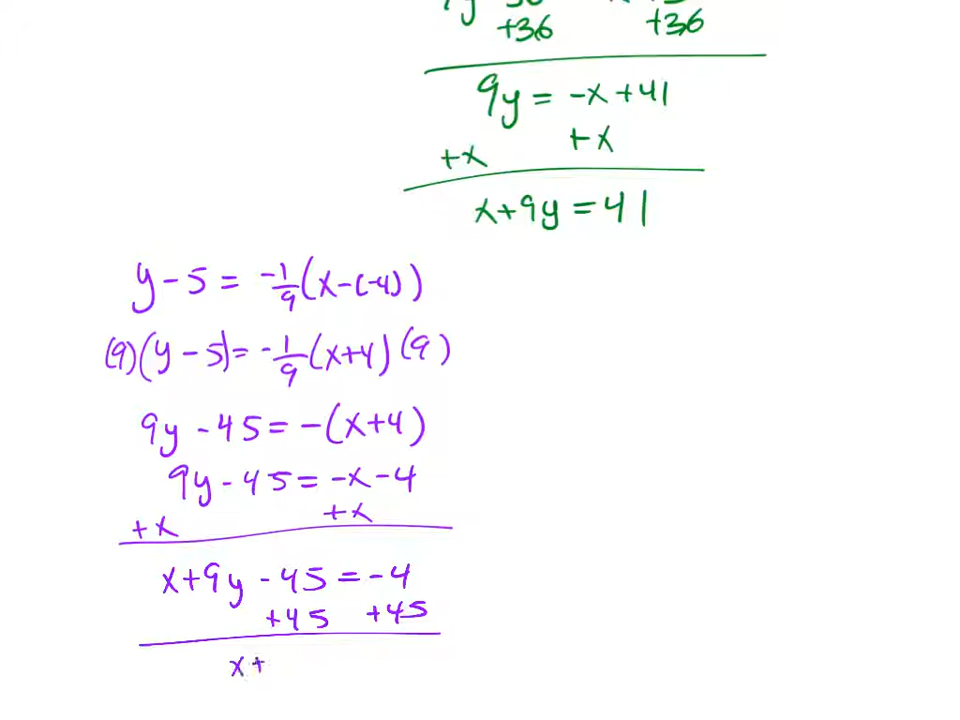 +36 +36
9y = -x + 41
+x +x
x + 9y = 41
y - 5 = -1/9 (x - (-4))
(9)(y - 5) = -1/9 (x + 4) (9)
9y - 45 = -(x + 4)
9y - 45 = -x - 4
+x +x
x + 9y - 45 = -4
+45 +45
x +